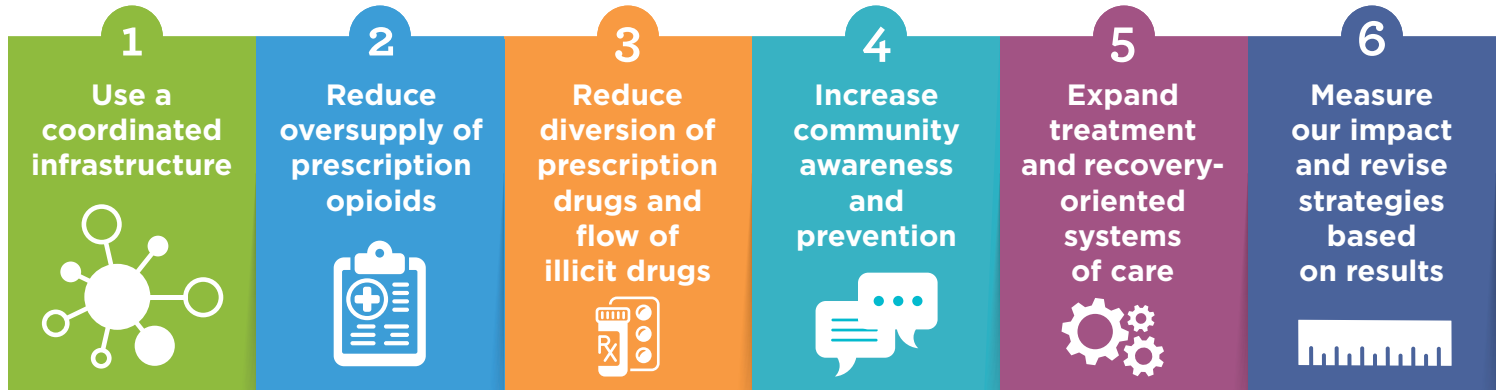 1
Use a
coordinated
infrastructure
2
Reduce
oversupply of
prescription
opioids
3
Reduce
diversion of
prescription
drugs and
flow of
illicit drugs
Rx
4
Increase
community
awareness
and
prevention
5
Expand
treatment
and recovery-
oriented
systems
of care
6
Measure
our impact
and revise
strategies
based
on results